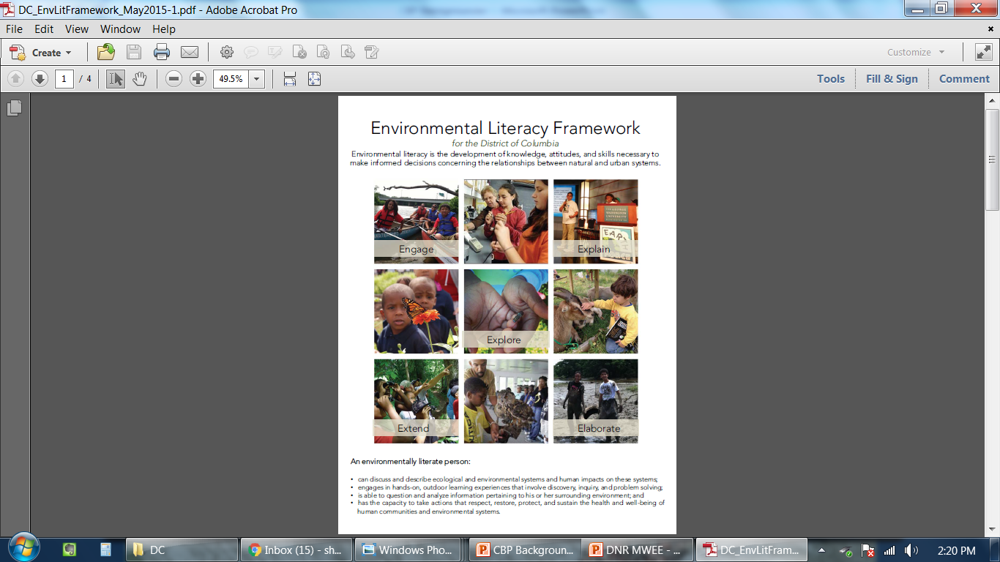 DC_EnvLitFramework_May2015-1.pdf - Adobe Acrobat Pro
File Edit View Window Help
Create
Customize
1 / 4
49.5%
Tools
Fill & Sign
Comment
Environmental Literacy Framework
for the District of Columbia
Environmental literacy is the development of knowledge, attitudes, and skills necessary to
make informed decisions concerning the relationships between natural and urban systems.
Engage
Explain
Explore
Extend
Elaborate
An environmentally literate person:
• can discuss and describe ecological and environmental systems and human impacts on these systems;
• engages in hands-on, outdoor learning experiences that involve discovery, inquiry, and problem solving;
• is able to question and analyze information pertaining to his or her surrounding environment; and
• has the capacity to take actions that respect, restore, protect, and sustain the health and well-being of
human communities and environmental systems.
DC
Inbox (15) - sh...
Windows Pho...
CBP Backgroun...
DNR MWEE - ...
DC_EnvLitFram...
2:20 PM